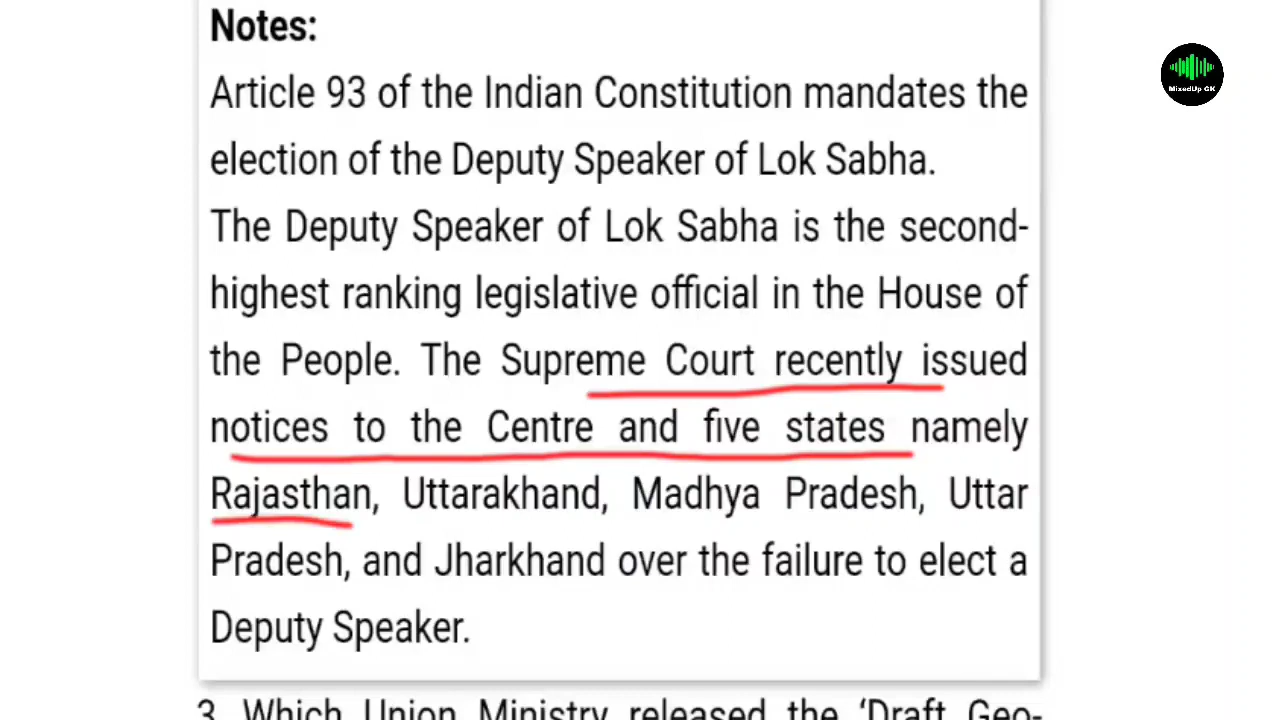 Notes:
Article 93 of the Indian Constitution mandates the
election of the Deputy Speaker of Lok Sabha.
The Deputy Speaker of Lok Sabha is the second-
highest ranking legislative official in the House of
the People. The Supreme Court recently issued
notices to the Centre and five states namely
Rajasthan, Uttarakhand, Madhya Pradesh, Uttar
Pradesh, and Jharkhand over the failure to elect a
Deputy Speaker.
3. Which Union Ministry released the ‘Draft Geo-
MixedUp GK